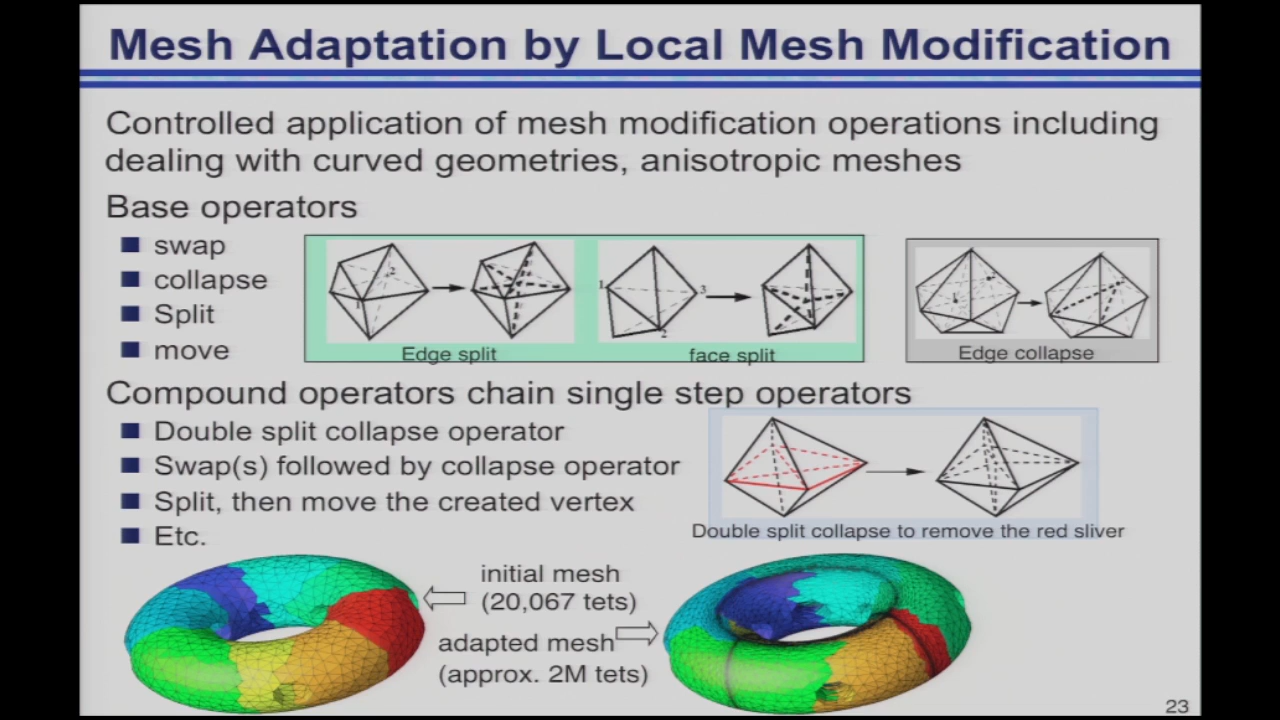 Mesh Adaptation by Local Mesh Modification
Controlled application of mesh modification operations including
dealing with curved geometries, anisotropic meshes
Base operators
swap
collapse
Split
move
Edge split
face split
Edge collapse
Compound operators chain single step operators
Double split collapse operator
Swap(s) followed by collapse operator
Split, then move the created vertex
Etc.
Double split collapse to remove the red sliver
initial mesh
(20,067 tets)
adapted mesh
(approx. 2M tets)
23